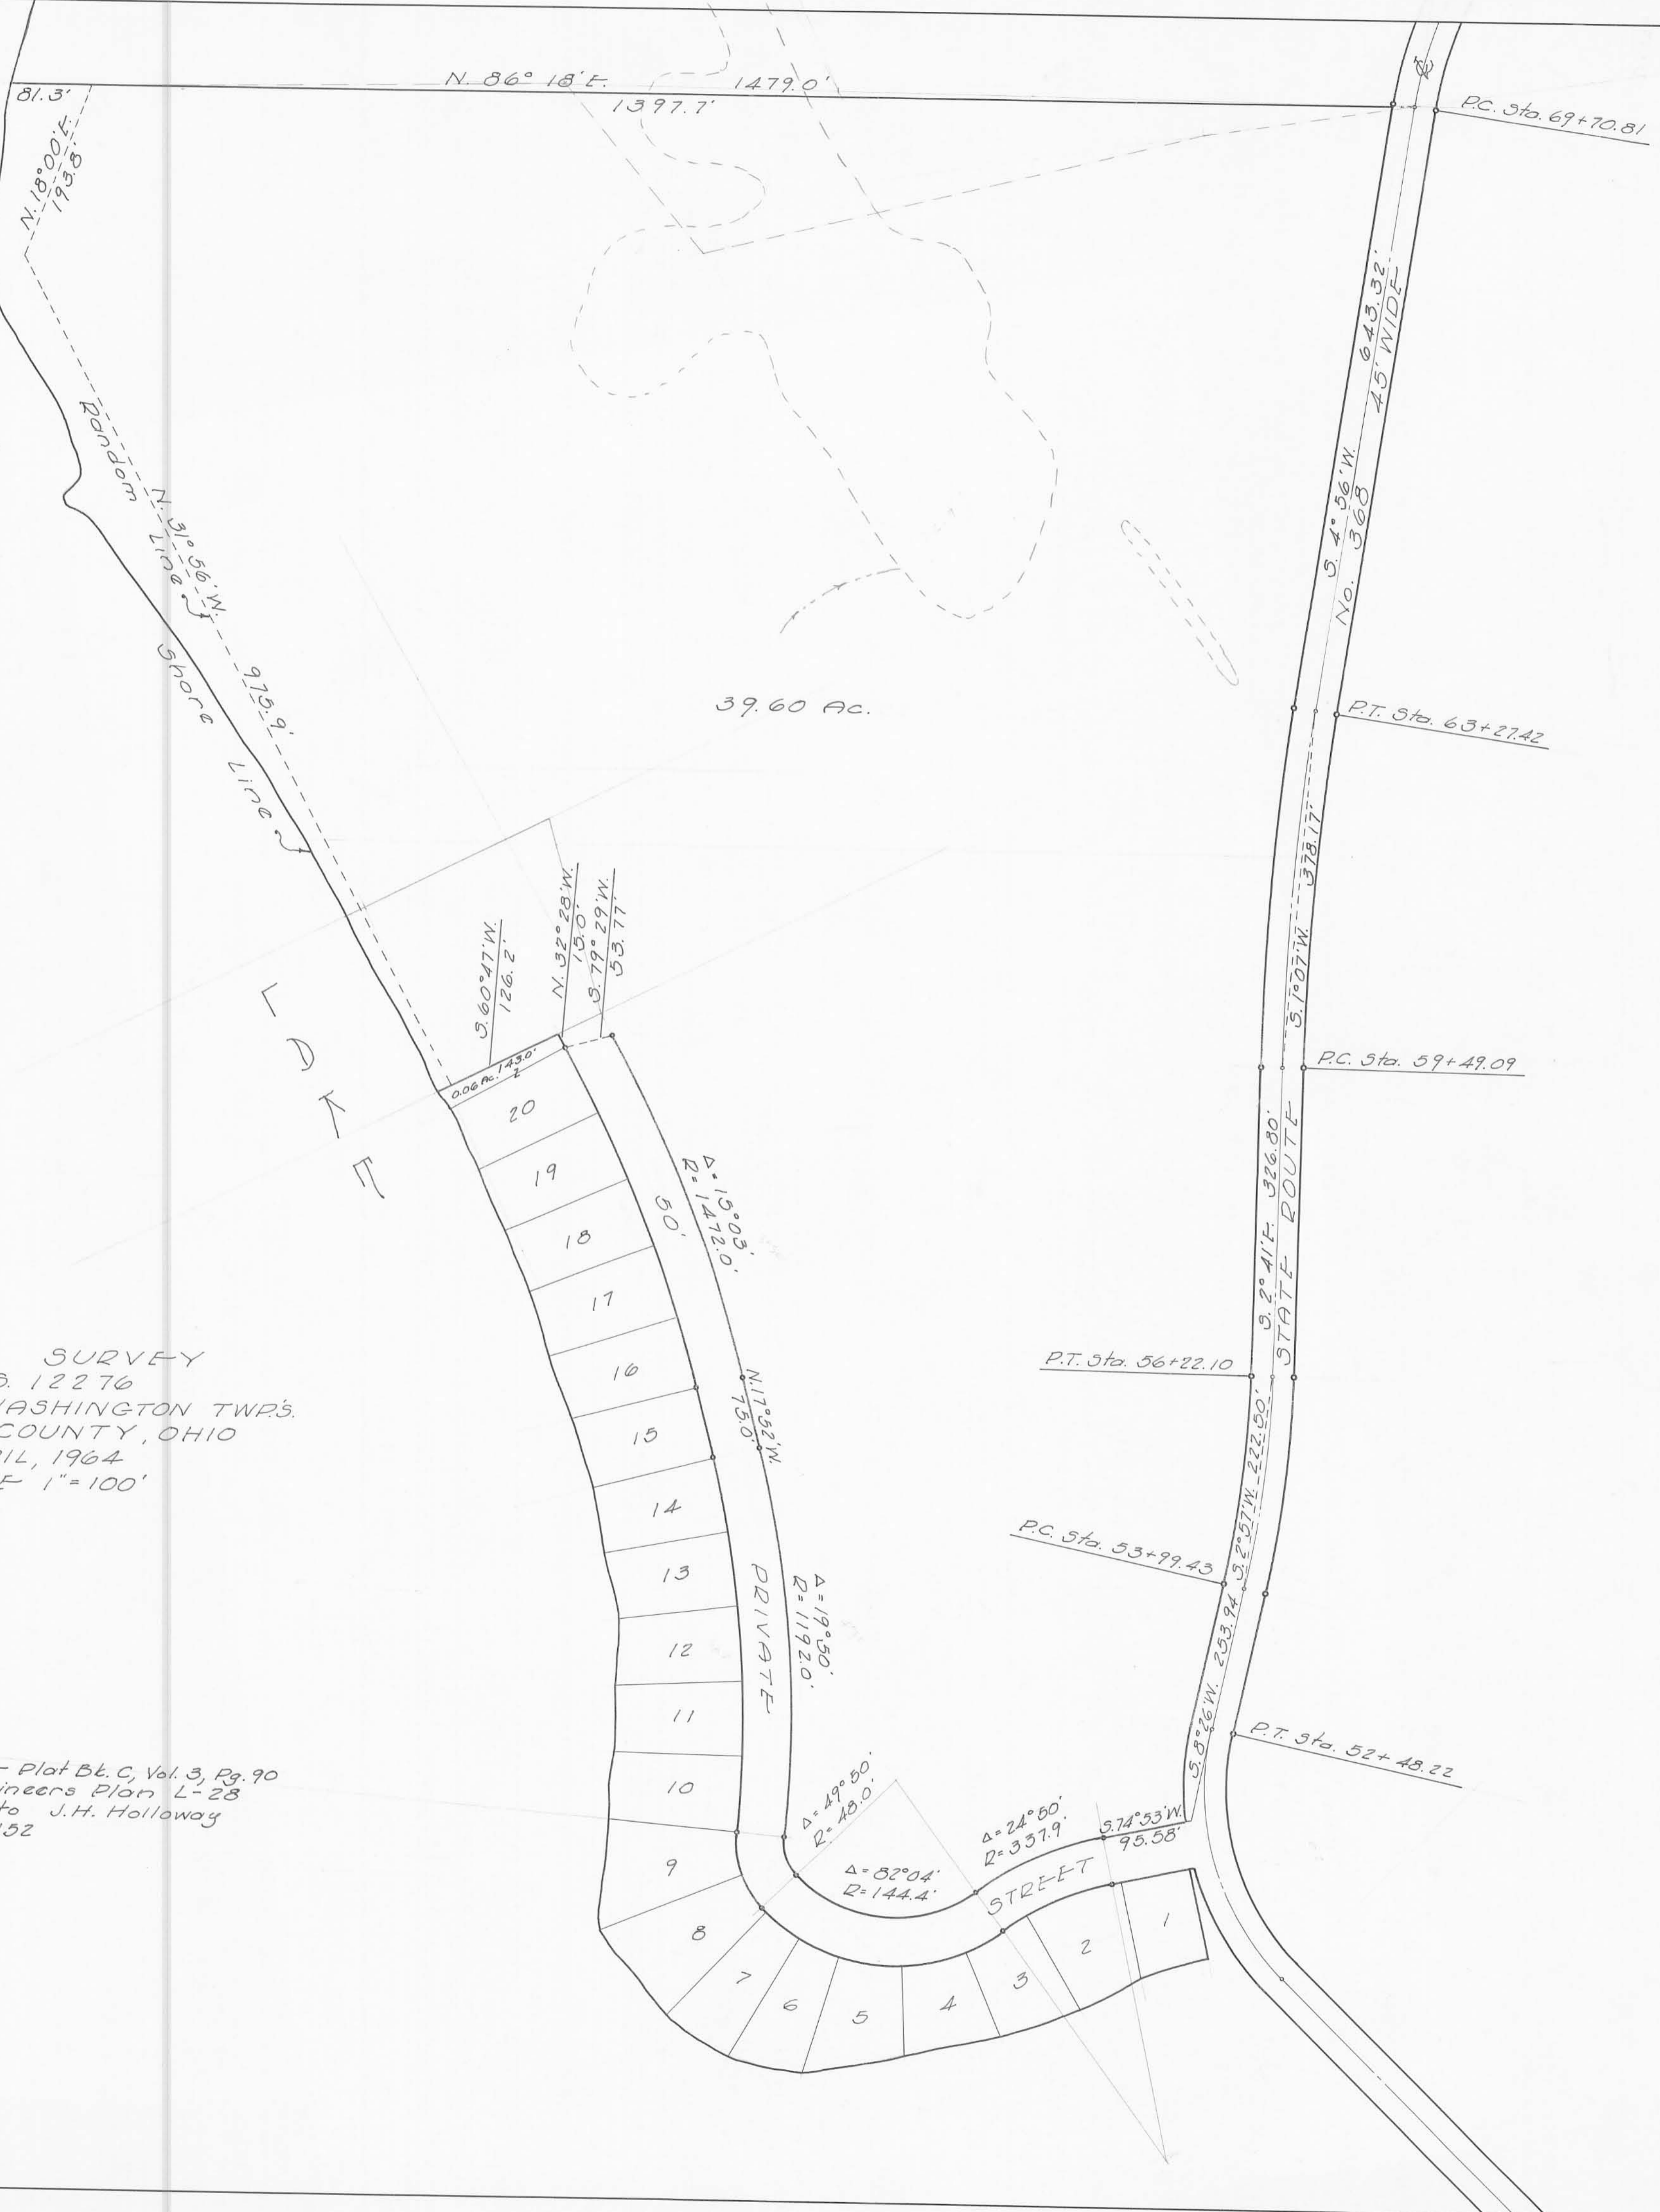 N. 86° 18' E. 1479.0'
1397.7'
81.3'
N. 18° 00' E.
193.8'
P.C. Sta. 69+70.81
Random Line
N. 31° 56' W. 975.9'
Shore Line
LAKE
39.60 Ac.
S. 4° 56' W. 643.32'
No. 368 45' WIDE
P.T. Sta. 63+27.42
S. 1° 07' W. 378.17'
P.C. Sta. 59+49.09
S. 2° 41' E. 326.80'
STATE ROUTE
P.T. Sta. 56+22.10
S. 2° 57' W. 222.50'
P.C. Sta. 53+99.43
S. 8° 26' W. 253.94
P.T. Sta. 52+48.22
S. 60° 47' W.
126.2'
N. 32° 28' W.
15.0'
S. 79° 29' W.
53.77'
0.06 Ac. 143.0'
20
19
18
17
16
15
14
13
12
11
10
9
8
7
6
5
4
3
2
1
50'
Δ = 15° 03'
R = 1472.0'
N. 17° 52' W.
75.0'
PRIVATE
Δ = 19° 50'
R = 1192.0'
Δ = 49° 50'
R = 48.0'
Δ = 82° 04'
R = 144.4'
Δ = 24° 50'
R = 337.9'
STREET
S. 74° 53' W.
95.58'
SURVEY
S. 12276
WASHINGTON TWP'S.
COUNTY, OHIO
IL, 1964
1" = 100'
- Plat Bk. C, Vol. 3, Pg. 90
ineers Plan L-28
to J.H. Holloway
52